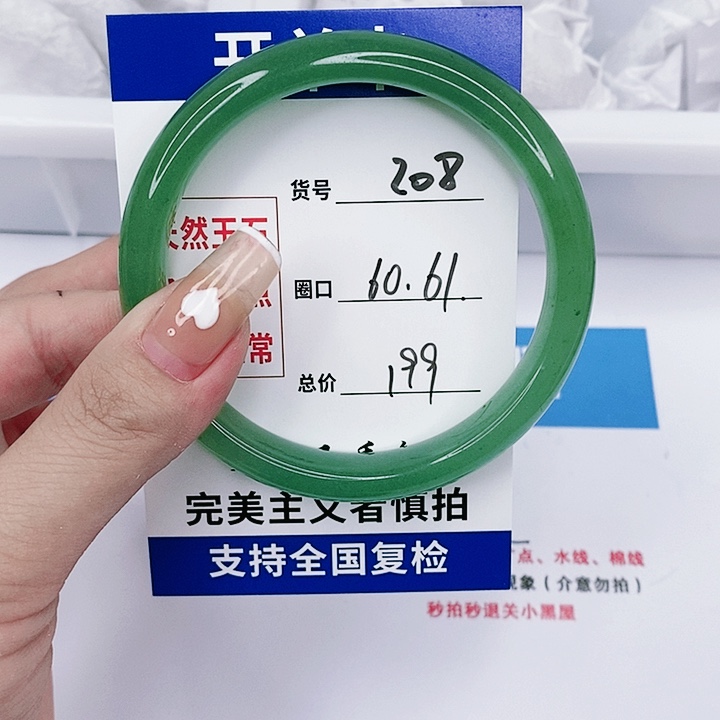 货号 208
然玉石
圈口 60.61.
常
总价 199
完美主义者慎拍
支持全国复检
点、水线、棉线
现象（介意勿拍）
秒拍秒退关小黑屋